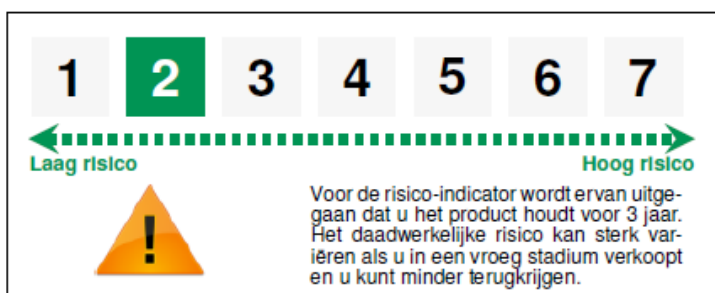 1 2 3 4 5 6 7
Laag risico Hoog risico
!
Voor de risico-indicator wordt ervan uitge-
gaan dat u het product houdt voor 3 jaar.
Het daadwerkelijke risico kan sterk var-
iëren als u in een vroeg stadium verkoopt
en u kunt minder terugkrijgen.